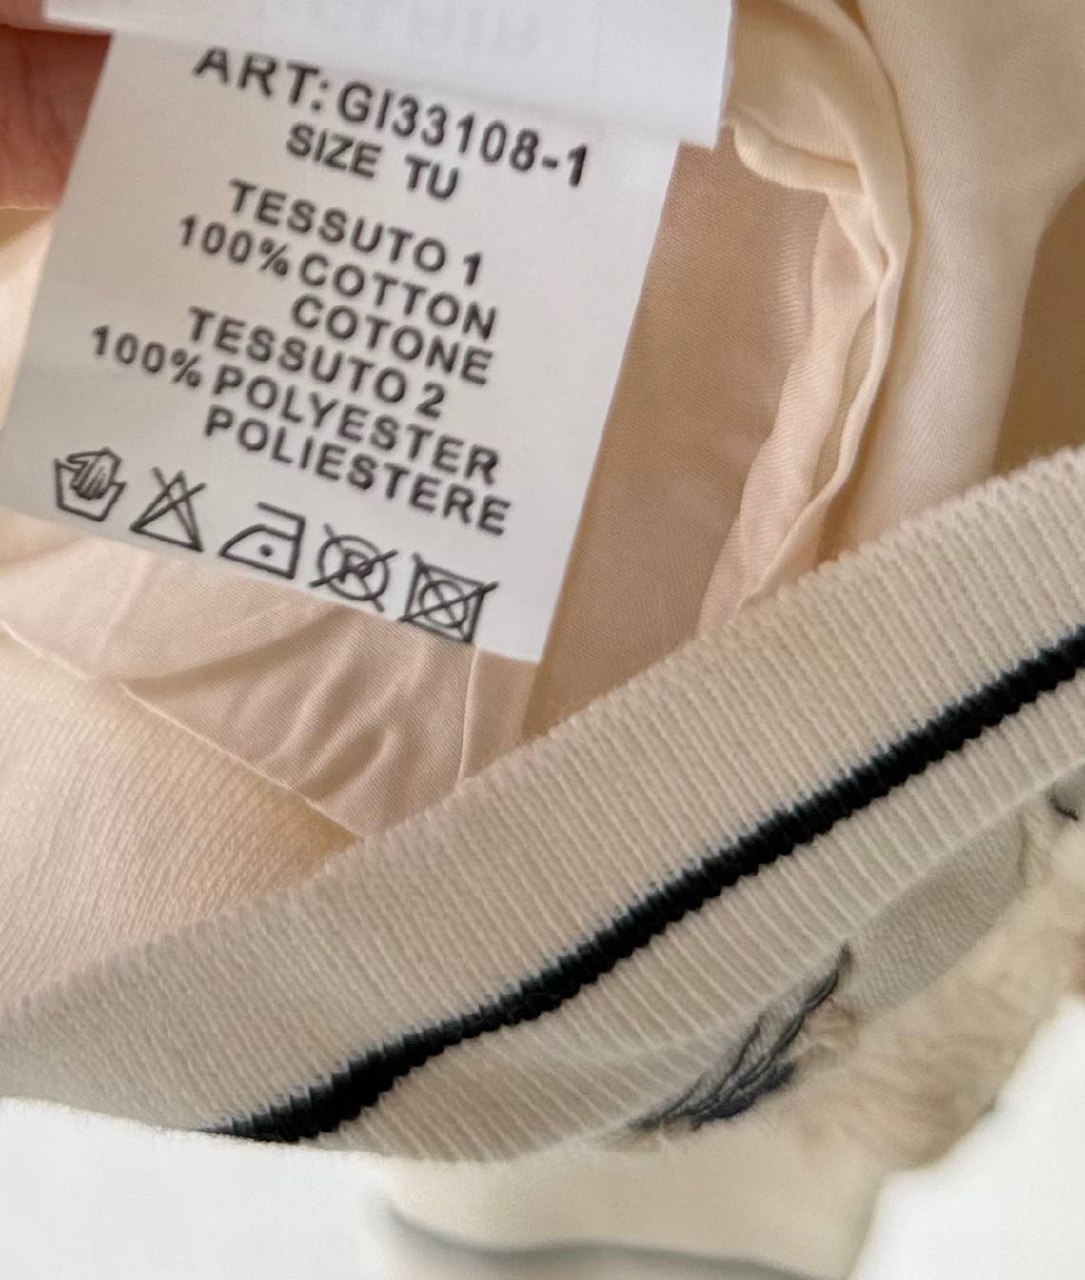 ART:GI33108-1
SIZE TU
TESSUTO 1
100% COTTON
COTONE
TESSUTO 2
100% POLYESTER
POLIESTERE